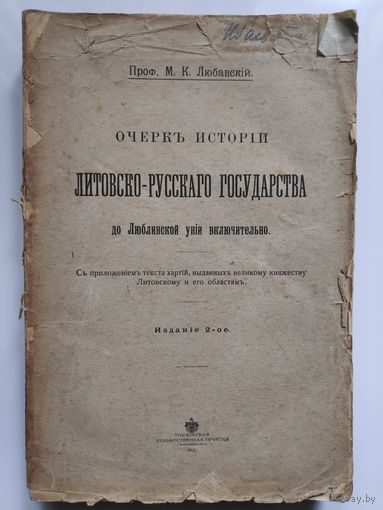 Проф. М. К. Любавскій.
ОЧЕРКЪ ИСТОРІИ
ЛИТОВСКО-РУССКАГО ГОСУДАРСТВА
до Люблинской уніи включительно.
Съ приложеніемъ текста хартій, выданныхъ великому княжеству
Литовскому и его областямъ.
Изданіе 2-ое.
МОСКОВСКАЯ
ХУДОЖЕСТВЕННАЯ ПЕЧАТНЯ